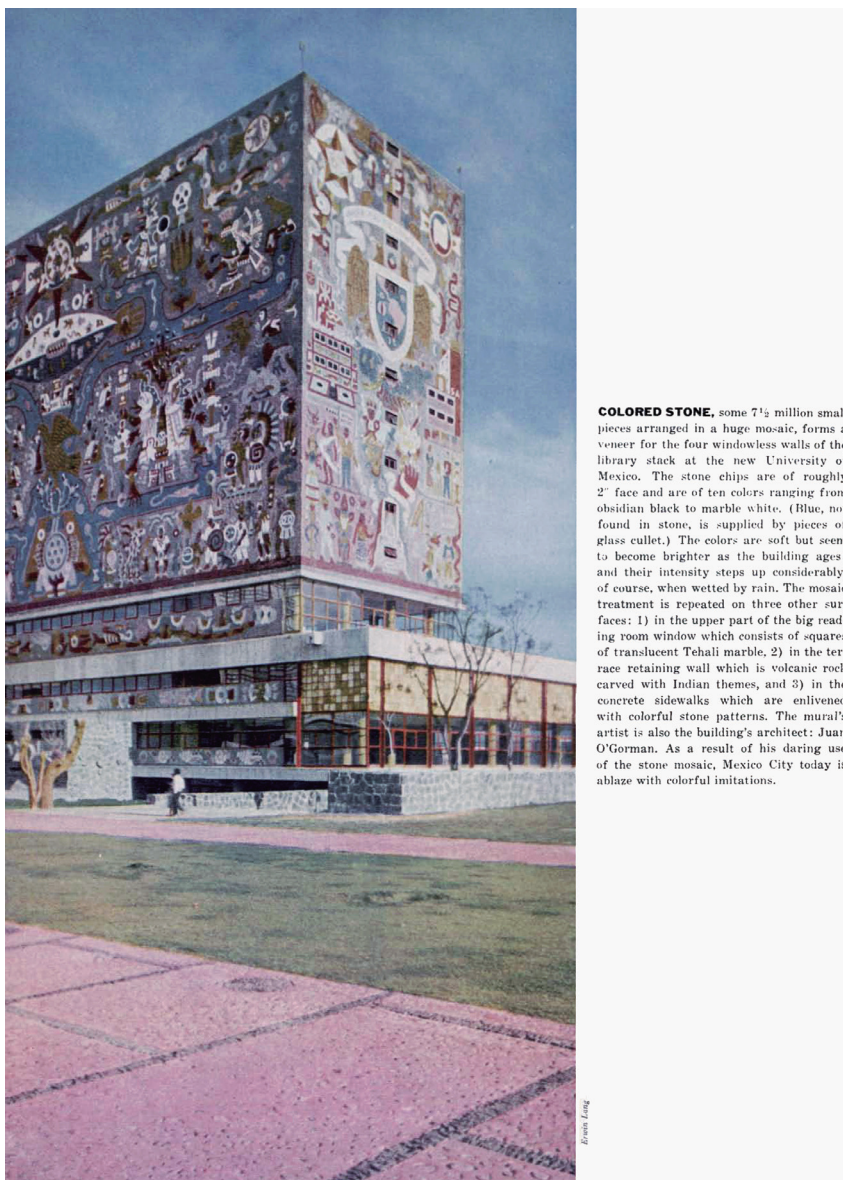 COLORED STONE, some 7½ million smal
pieces arranged in a huge mosaic, forms a
veneer for the four windowless walls of the
library stack at the new University o
Mexico. The stone chips are of roughly
2" face and are of ten colors ranging from
obsidian black to marble white. (Blue, no
found in stone, is supplied by pieces o
glass cullet.) The colors are soft but seem
to become brighter as the building ages
and their intensity steps up considerably
of course, when wetted by rain. The mosaic
treatment is repeated on three other sur
faces: 1) in the upper part of the big read
ing room window which consists of square
of translucent Tehali marble, 2) in the ter
race retaining wall which is volcanic rock
carved with Indian themes, and 3) in the
concrete sidewalks which are enlivened
with colorful stone patterns. The mural's
artist is also the building's architect: Juan
O'Gorman. As a result of his daring use
of the stone mosaic, Mexico City today i
ablaze with colorful imitations.
Erwin Lang